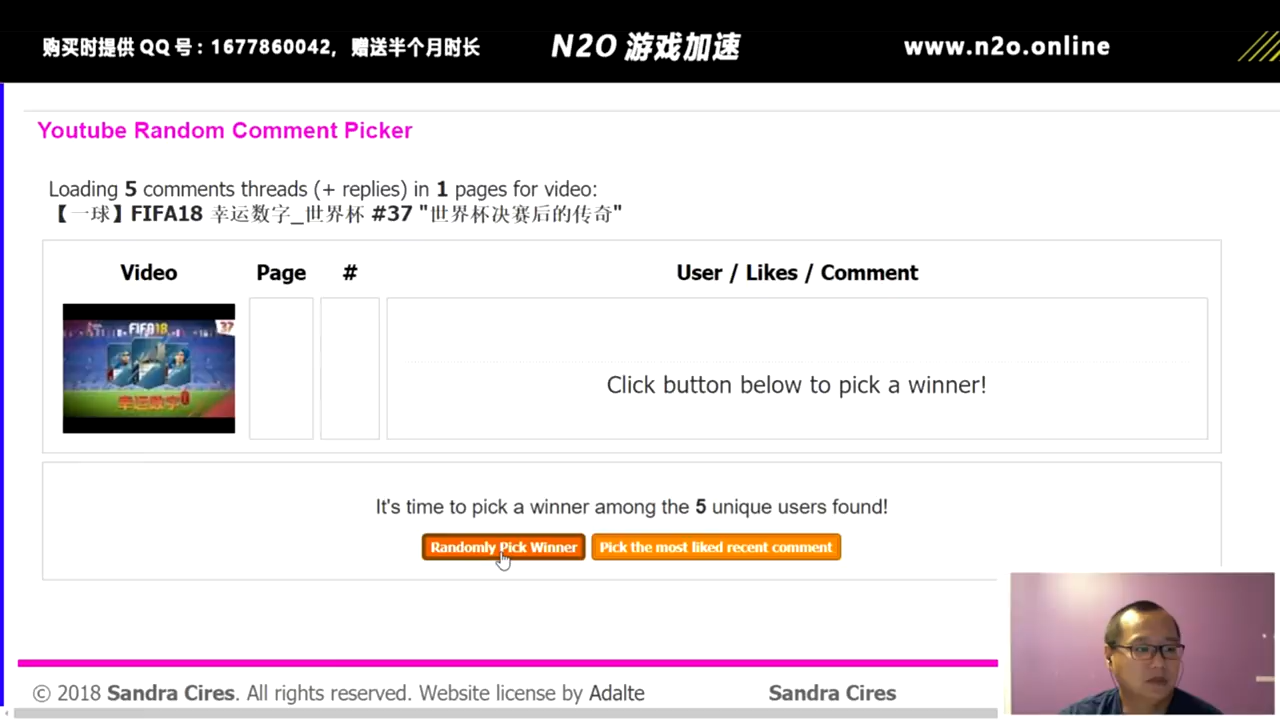 购买时提供 QQ 号：1677860042，赠送半个月时长
N2O 游戏加速
www.n2o.online
Youtube Random Comment Picker
Loading 5 comments threads (+ replies) in 1 pages for video:
【一球】FIFA18 幸运数字_世界杯 #37 "世界杯决赛后的传奇"
Video Page # User / Likes / Comment
FIFA18
37
幸运数字
Click button below to pick a winner!
It's time to pick a winner among the 5 unique users found!
Randomly Pick Winner
Pick the most liked recent comment
© 2018 Sandra Cires. All rights reserved. Website license by Adalte
Sandra Cires